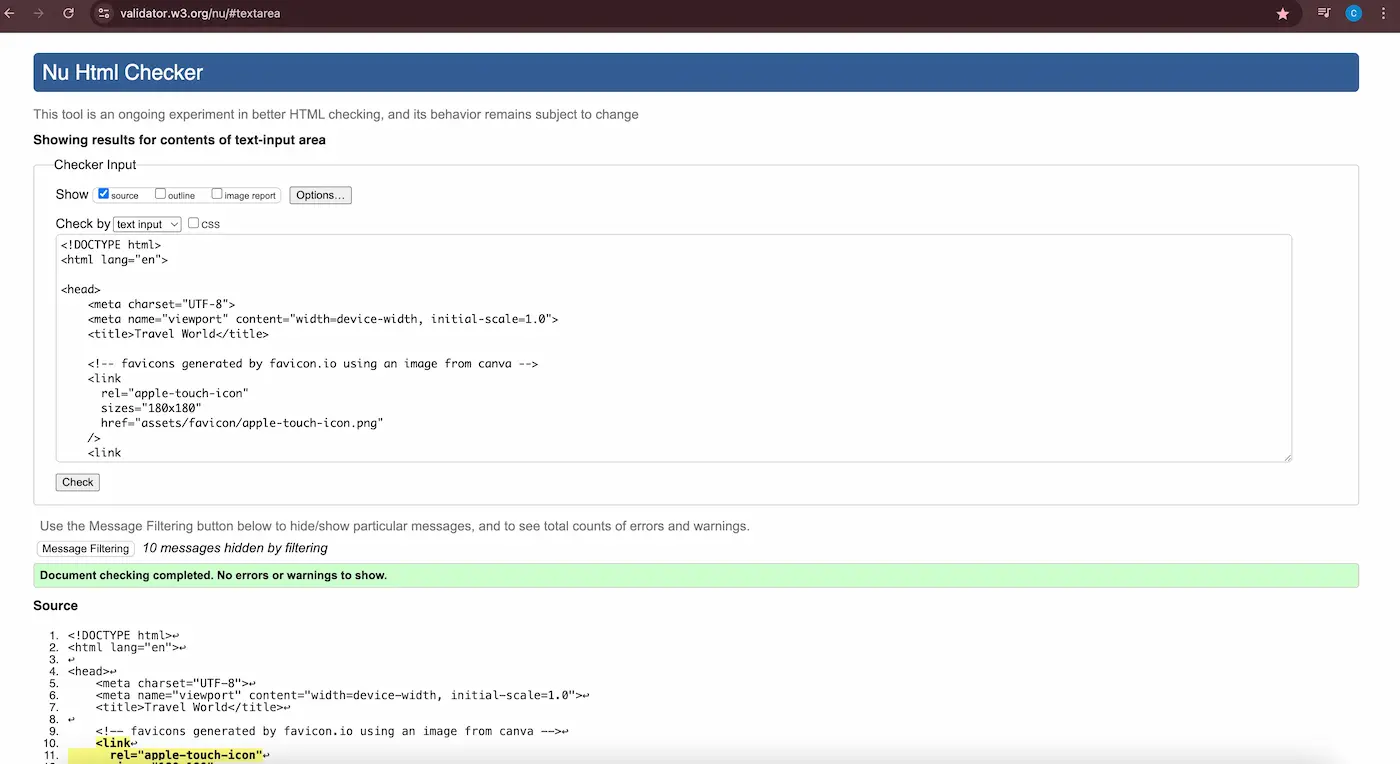 validator.w3.org/nu/#textarea
C
Nu Html Checker
This tool is an ongoing experiment in better HTML checking, and its behavior remains subject to change
Showing results for contents of text-input area
Checker Input
Show source outline image report Options...
Check by text input css
<!DOCTYPE html>
<html lang="en">
<head>
<meta charset="UTF-8">
<meta name="viewport" content="width=device-width, initial-scale=1.0">
<title>Travel World</title>
<!-- favicons generated by favicon.io using an image from canva -->
<link
rel="apple-touch-icon"
sizes="180x180"
href="assets/favicon/apple-touch-icon.png"
/>
<link
Check
Use the Message Filtering button below to hide/show particular messages, and to see total counts of errors and warnings.
Message Filtering 10 messages hidden by filtering
Document checking completed. No errors or warnings to show.
Source
1. <!DOCTYPE html>↩
2. <html lang="en">↩
3. ↩
4. <head>↩
5. <meta charset="UTF-8">↩
6. <meta name="viewport" content="width=device-width, initial-scale=1.0">↩
7. <title>Travel World</title>↩
8. ↩
9. <!-- favicons generated by favicon.io using an image from canva -->↩
10. <link↩
11. rel="apple-touch-icon"↩